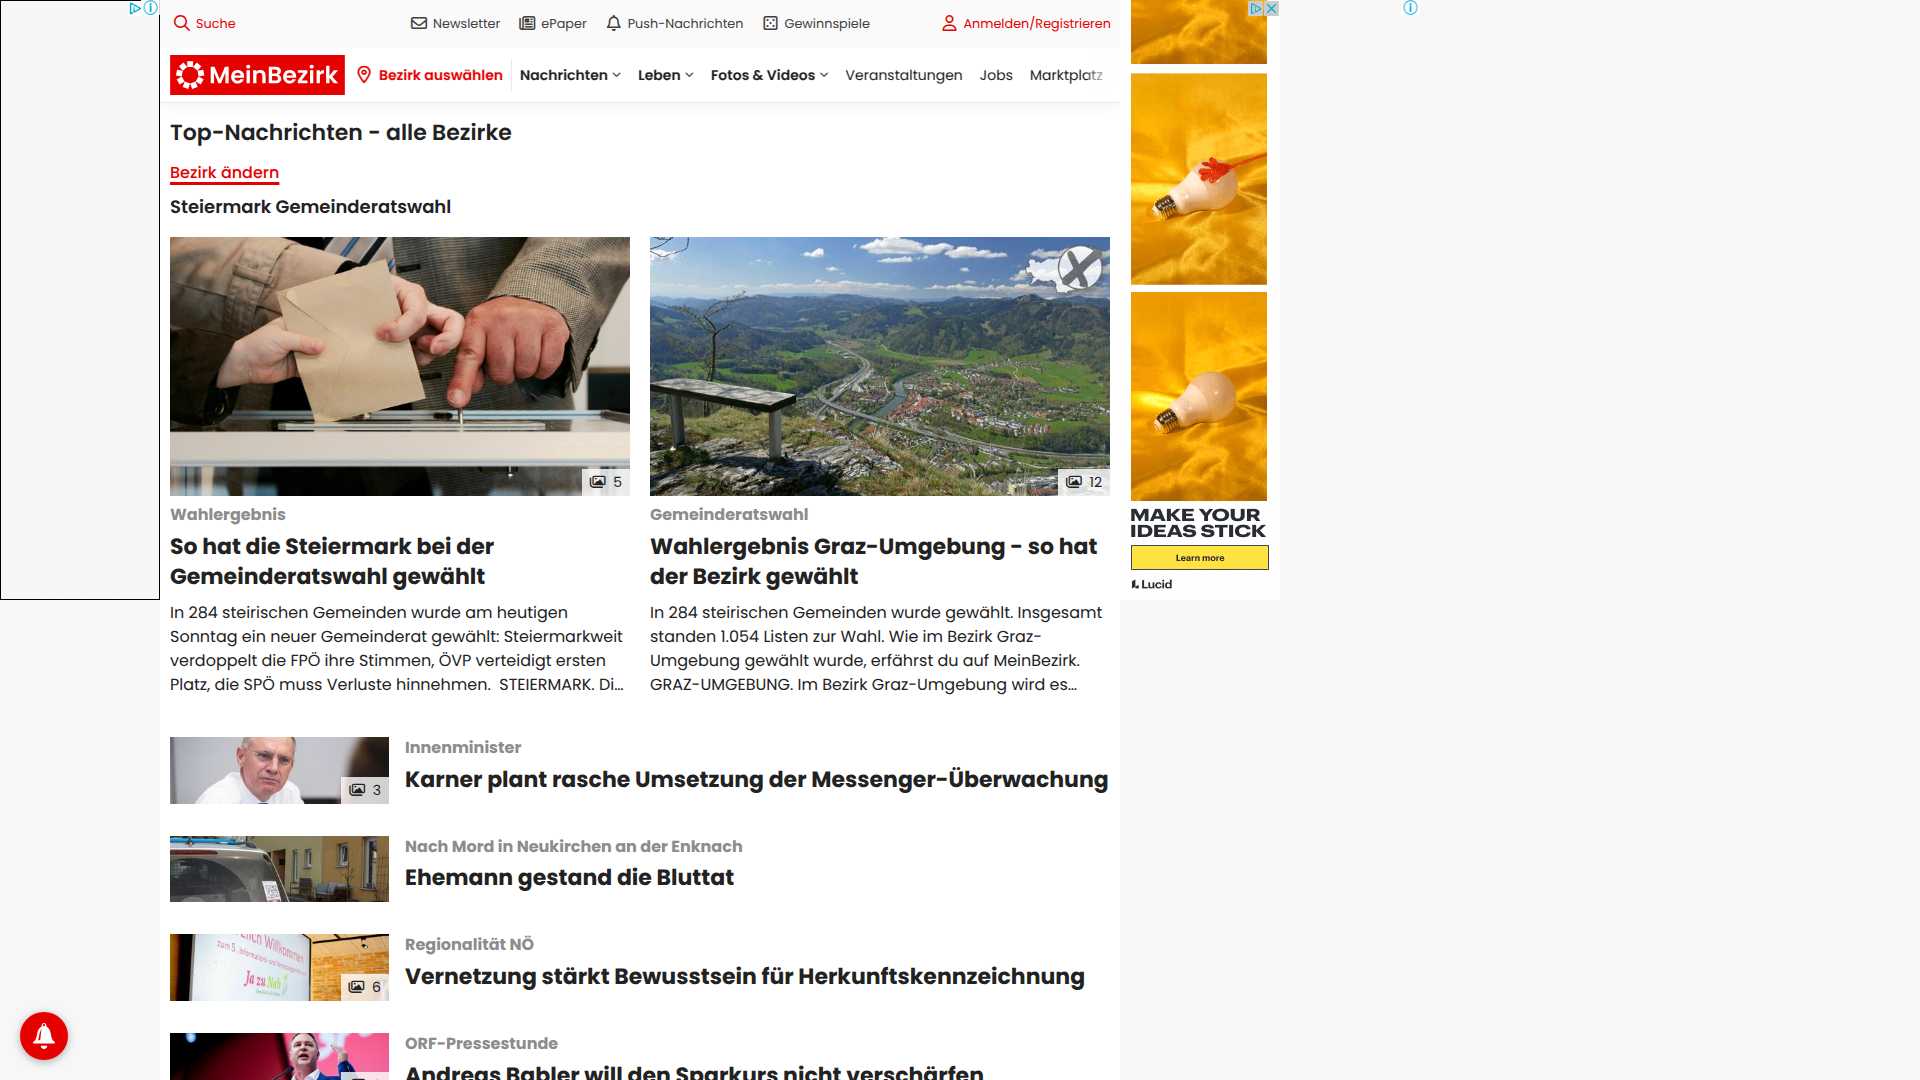 Suche
Newsletter
ePaper
Push-Nachrichten
Gewinnspiele
Anmelden/Registrieren
MeinBezirk
Bezirk auswählen
Nachrichten
Leben
Fotos & Videos
Veranstaltungen
Jobs
Marktplatz
Top-Nachrichten - alle Bezirke
Bezirk ändern
Steiermark Gemeinderatswahl
5
Wahlergebnis
So hat die Steiermark bei der
Gemeinderatswahl gewählt
In 284 steirischen Gemeinden wurde am heutigen
Sonntag ein neuer Gemeinderat gewählt: Steiermarkweit
verdoppelt die FPÖ ihre Stimmen, ÖVP verteidigt ersten
Platz, die SPÖ muss Verluste hinnehmen.  STEIERMARK. Di...
12
Gemeinderatswahl
Wahlergebnis Graz-Umgebung - so hat
der Bezirk gewählt
In 284 steirischen Gemeinden wurde gewählt. Insgesamt
standen 1.054 Listen zur Wahl. Wie im Bezirk Graz-
Umgebung gewählt wurde, erfährst du auf MeinBezirk.
GRAZ-UMGEBUNG. Im Bezirk Graz-Umgebung wird es...
3
Innenminister
Karner plant rasche Umsetzung der Messenger-Überwachung
Nach Mord in Neukirchen an der Enknach
Ehemann gestand die Bluttat
Ja zu Nah
6
Regionalität NÖ
Vernetzung stärkt Bewusstsein für Herkunftskennzeichnung
ORF-Pressestunde
Andreas Babler will den Sparkurs nicht verschärfen
MAKE YOUR
IDEAS STICK
Learn more
Lucid